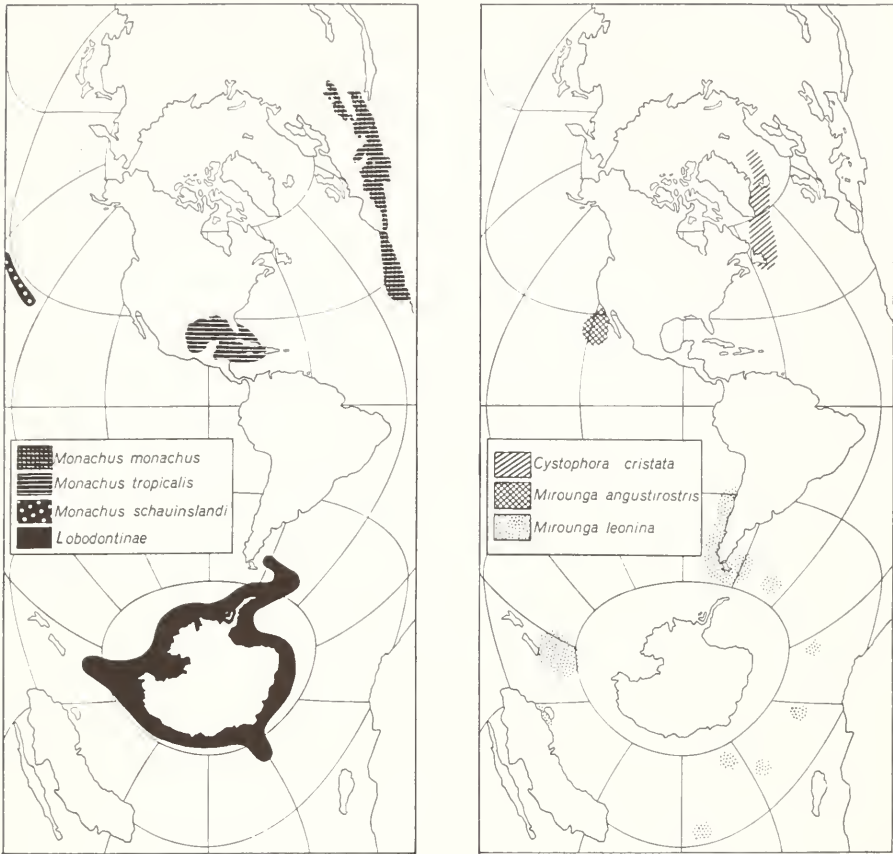 Monachus monachus
Monachus tropicalis
Monachus schauinslandi
Lobodontinae
Cystophora cristata
Mirounga angustirostris
Mirounga leonina